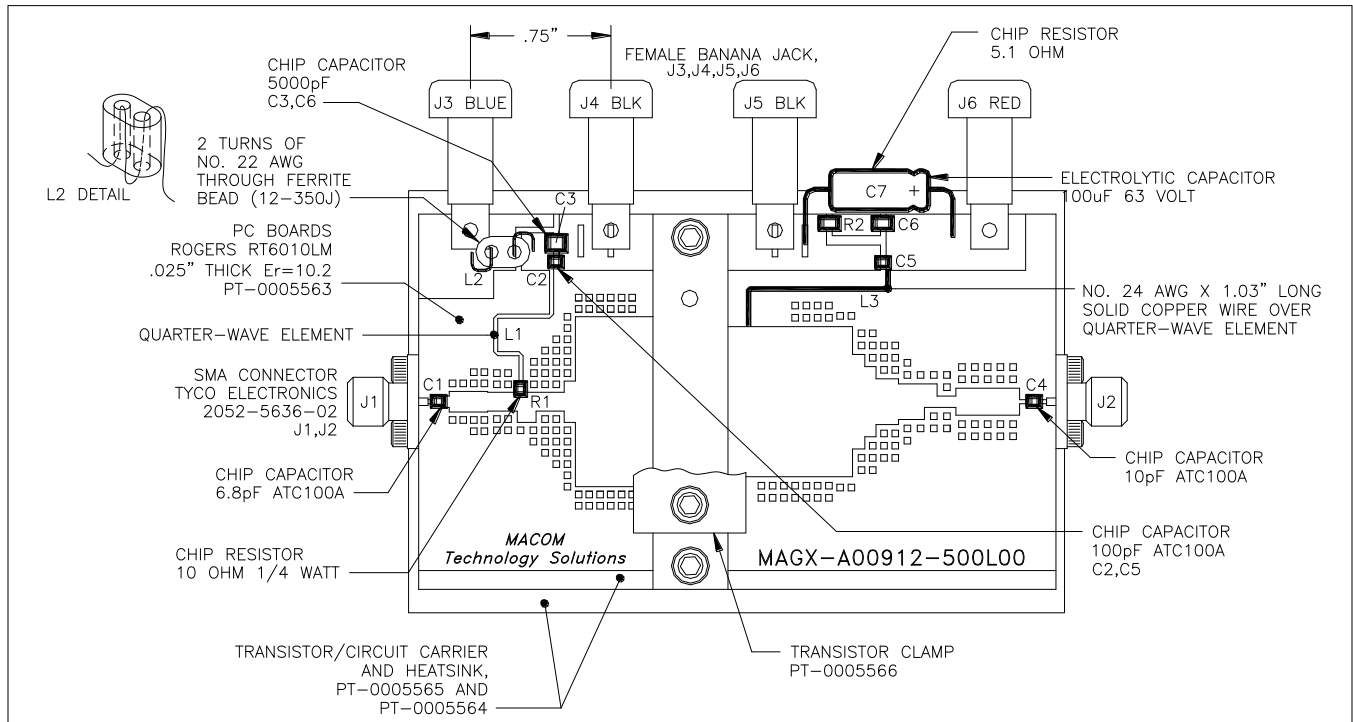 .75"
CHIP RESISTOR
5.1 OHM
FEMALE BANANA JACK,
J3,J4,J5,J6
CHIP CAPACITOR
5000pF
C3,C6
J3 BLUE
J4 BLK
J5 BLK
J6 RED
2 TURNS OF
NO. 22 AWG
THROUGH FERRITE
BEAD (12-350J)
L2 DETAIL
C7
+
ELECTROLYTIC CAPACITOR
100uF 63 VOLT
C3
R2
C6
PC BOARDS
ROGERS RT6010LM
.025" THICK Er=10.2
PT-0005563
L2
C2
C5
L3
NO. 24 AWG X 1.03" LONG
SOLID COPPER WIRE OVER
QUARTER-WAVE ELEMENT
QUARTER-WAVE ELEMENT
L1
SMA CONNECTOR
TYCO ELECTRONICS
2052-5636-02
J1,J2
J1
C1
R1
C4
J2
CHIP CAPACITOR
6.8pF ATC100A
CHIP CAPACITOR
10pF ATC100A
CHIP RESISTOR
10 OHM 1/4 WATT
MACOM
Technology Solutions
MAGX-A00912-500L00
CHIP CAPACITOR
100pF ATC100A
C2,C5
TRANSISTOR/CIRCUIT CARRIER
AND HEATSINK,
PT-0005565 AND
PT-0005564
TRANSISTOR CLAMP
PT-0005566